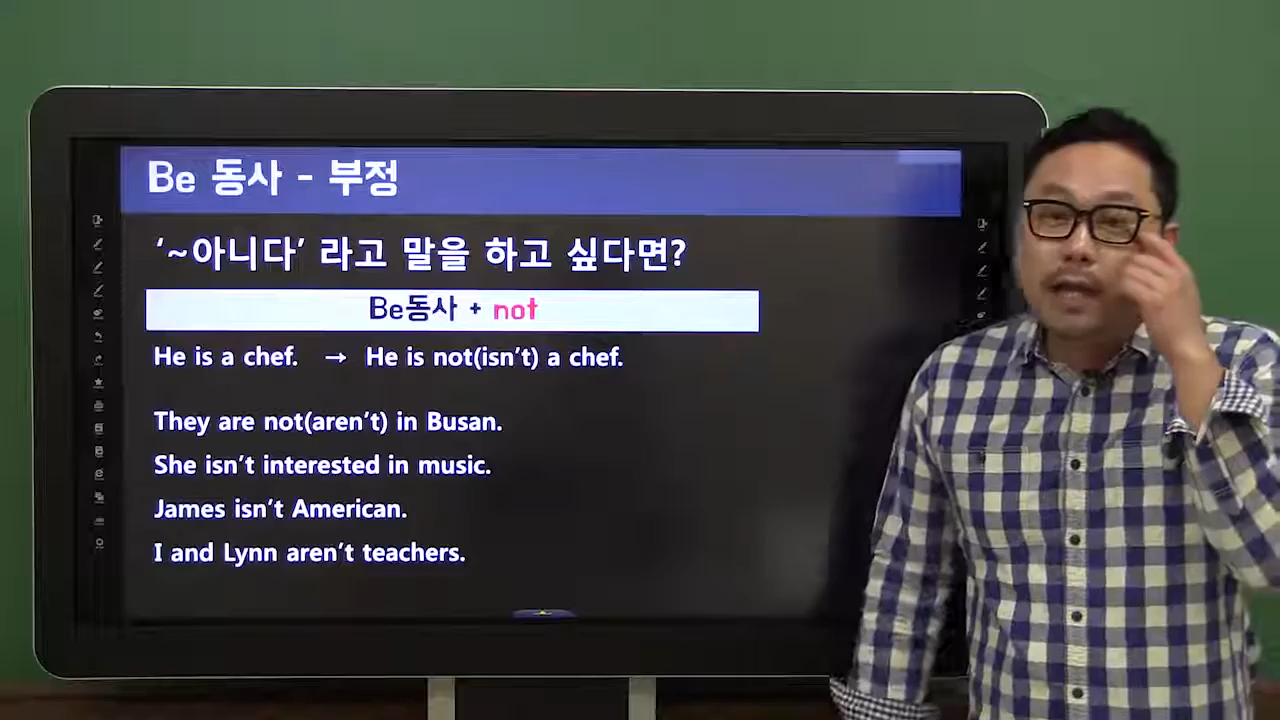 Be 동사 - 부정
‘~아니다’ 라고 말을 하고 싶다면?
Be동사 + not
He is a chef. → He is not(isn’t) a chef.
They are not(aren’t) in Busan.
She isn’t interested in music.
James isn’t American.
I and Lynn aren’t teachers.